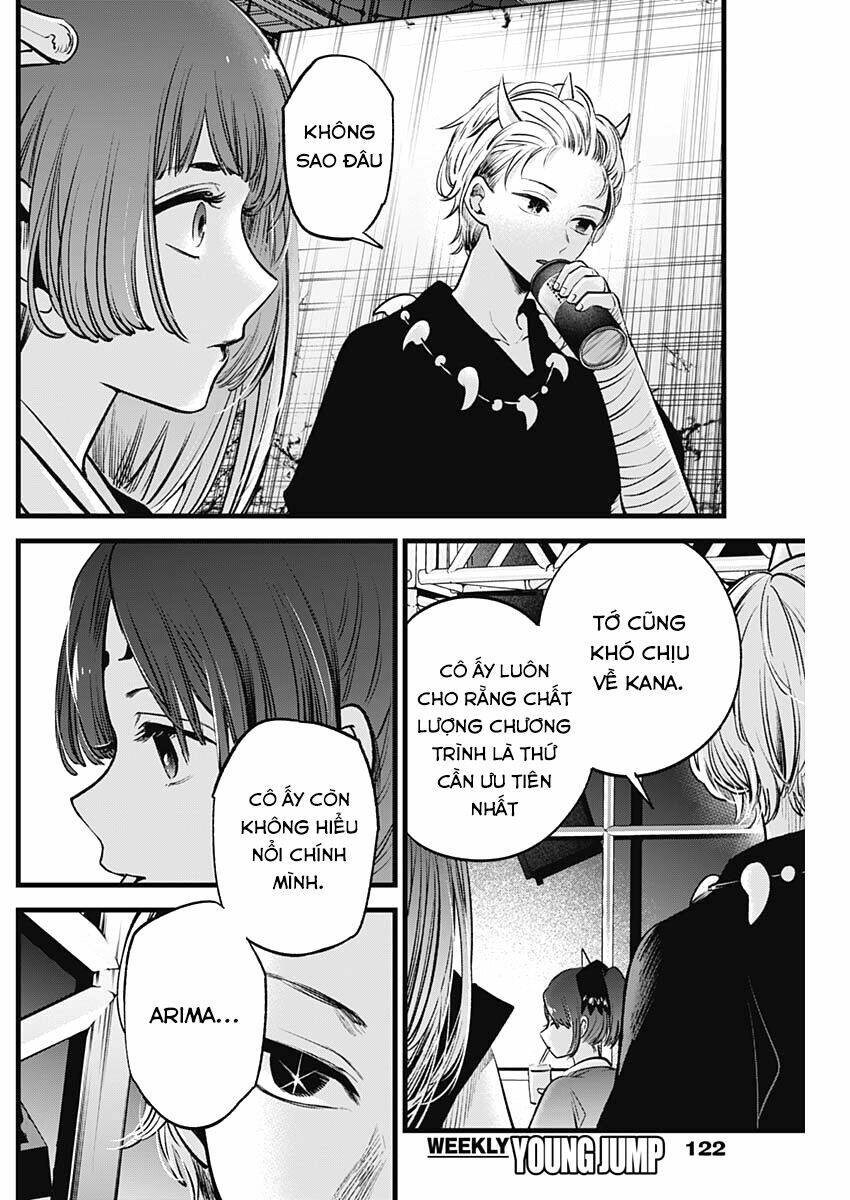 KHÔNG
SAO ĐÂU
TỚ CŨNG
KHÓ CHỊU
VỀ KANA.
CÔ ẤY LUÔN
CHO RẰNG CHẤT
LƯỢNG CHƯƠNG
TRÌNH LÀ THỨ
CẦN ƯU TIÊN
NHẤT
CÔ ẤY CÒN
KHÔNG HIỂU
NỔI CHÍNH
MÌNH.
ARIMA...
WEEKLY YOUNG JUMP 122